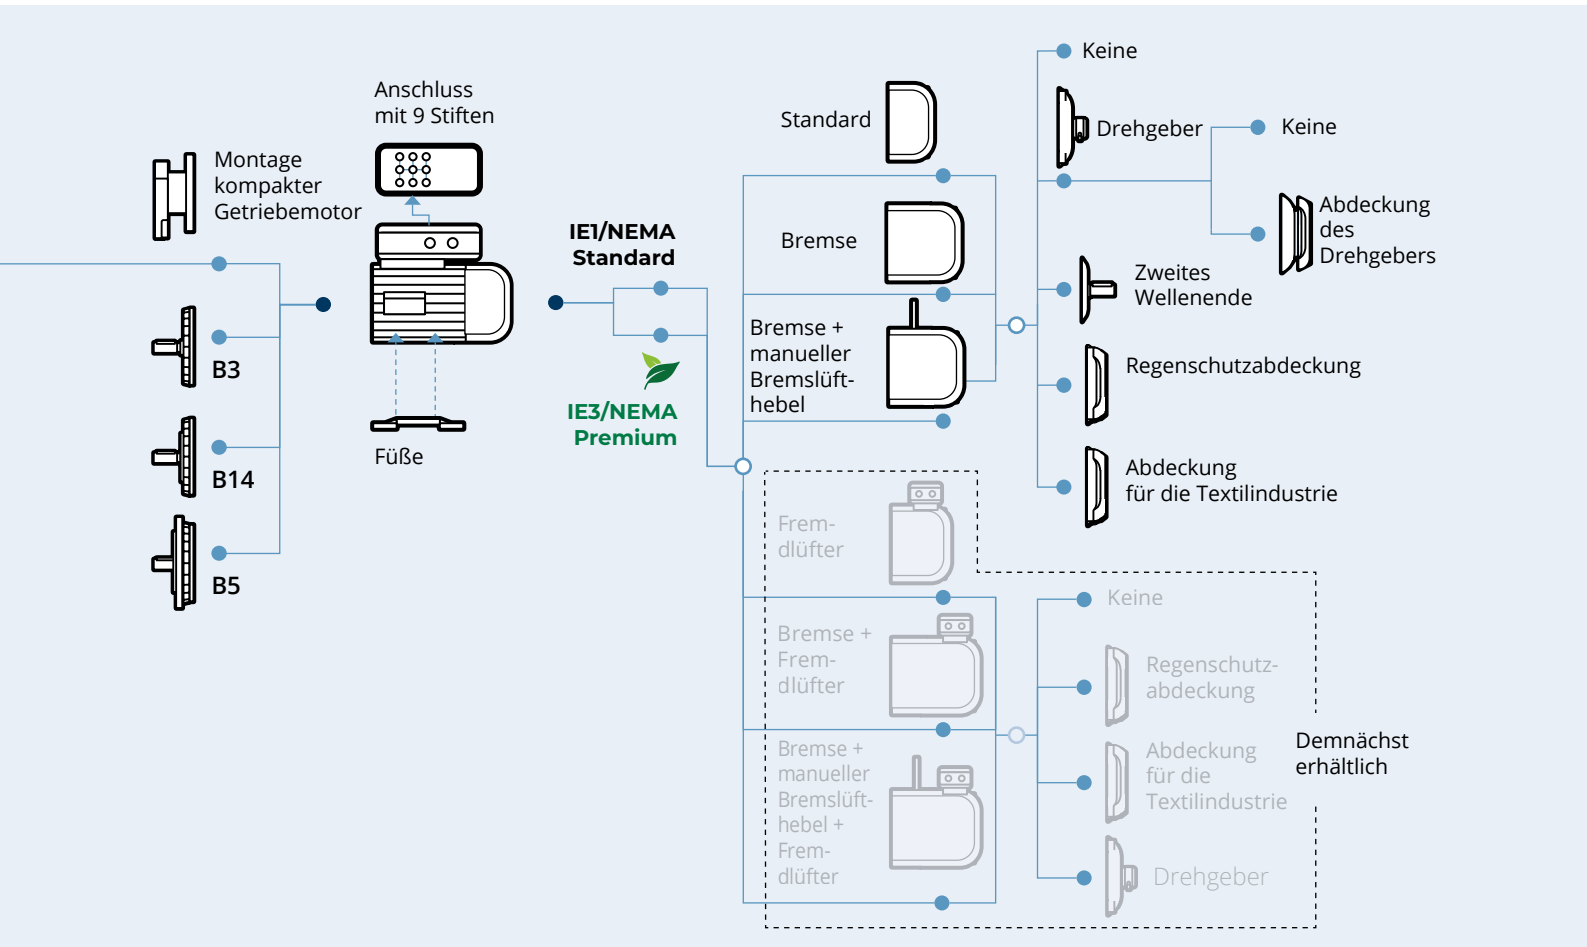 Anschluss
mit 9 Stiften
Montage
kompakter
Getriebemotor
B3
B14
B5
Füße
IE1/NEMA
Standard
IE3/NEMA
Premium
Standard
Bremse
Bremse +
manueller
Bremslüft-
hebel
Keine
Drehgeber
Keine
Abdeckung
des
Drehgebers
Zweites
Wellenende
Regenschutzabdeckung
Abdeckung
für die Textilindustrie
Frem-
dlüfter
Bremse +
Frem-
dlüfter
Bremse +
manueller
Bremslüft-
hebel +
Frem-
dlüfter
Keine
Regenschutz-
abdeckung
Abdeckung
für die
Textilindustrie
Drehgeber
Demnächst
erhältlich